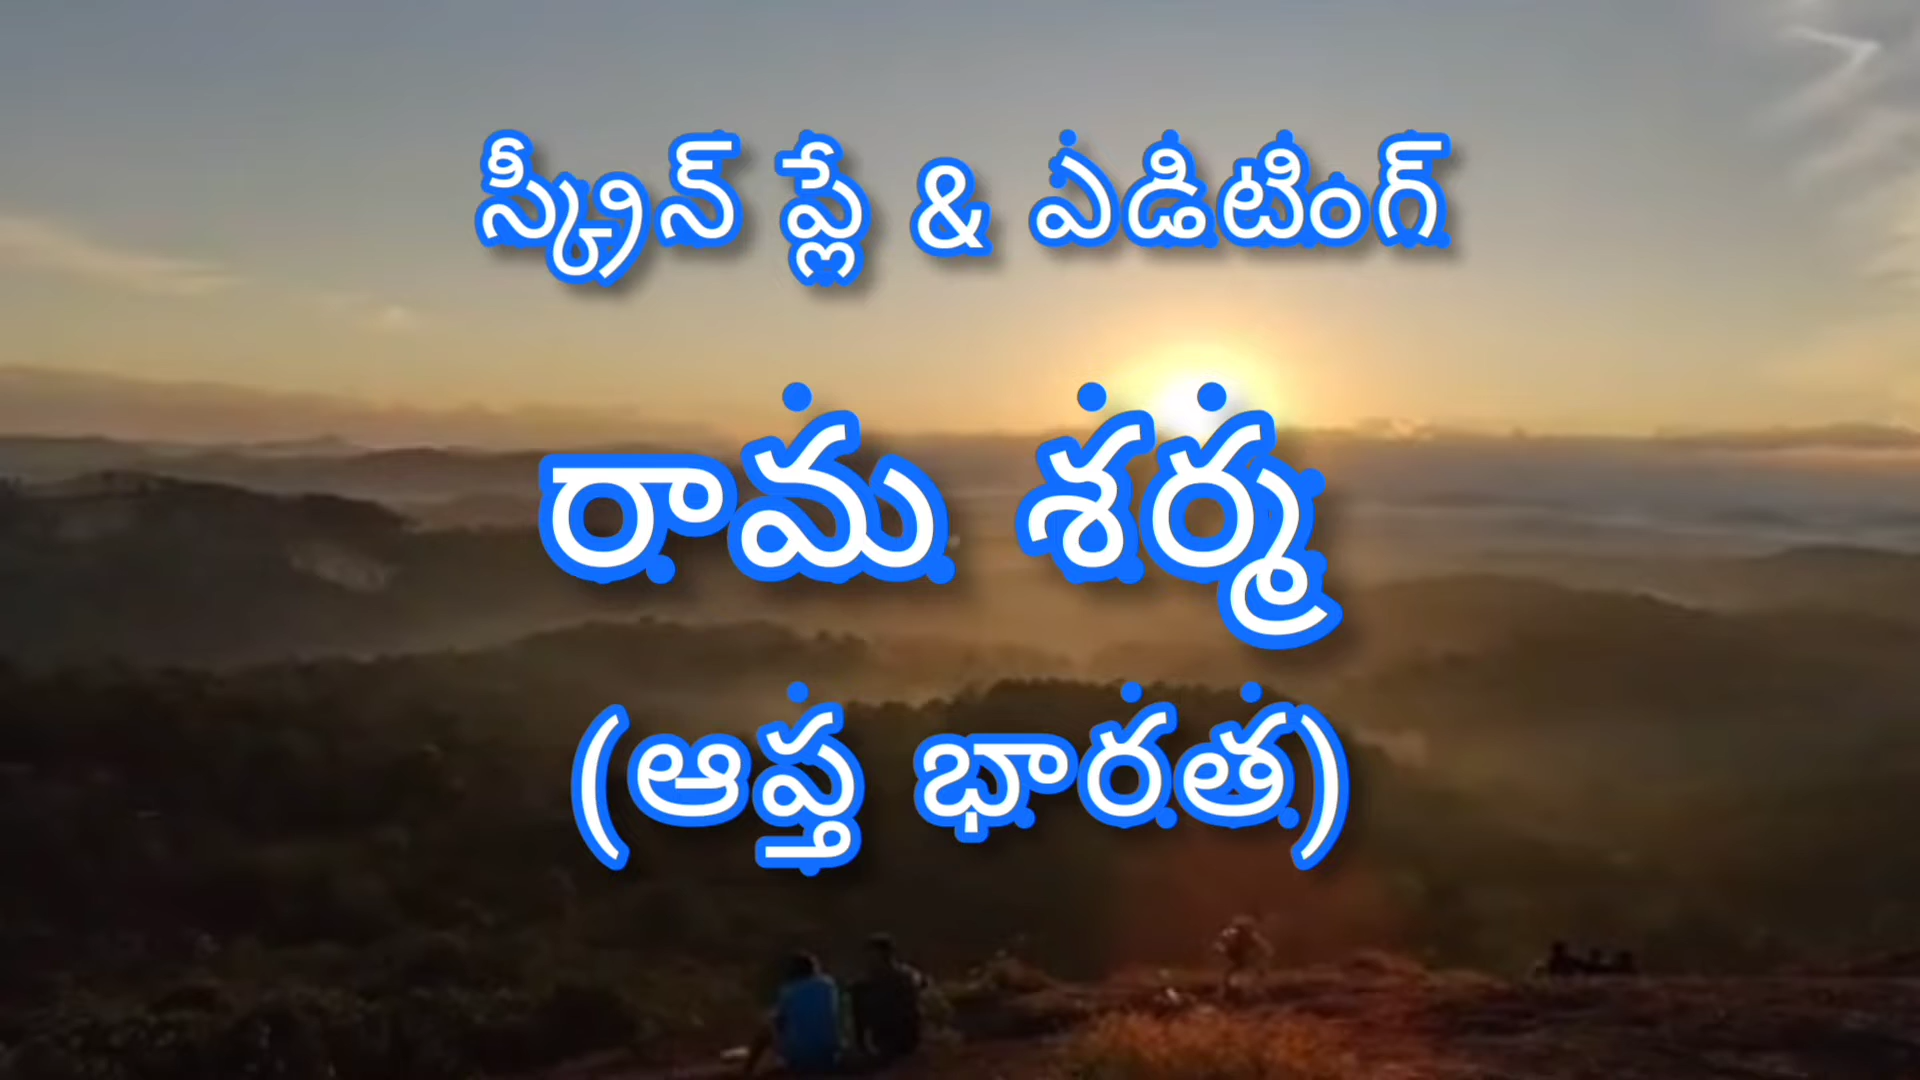 స్క్రీన్ ప్లే & ఎడిటింగ్
రామ శర్మ
(ఆప్త భారత)